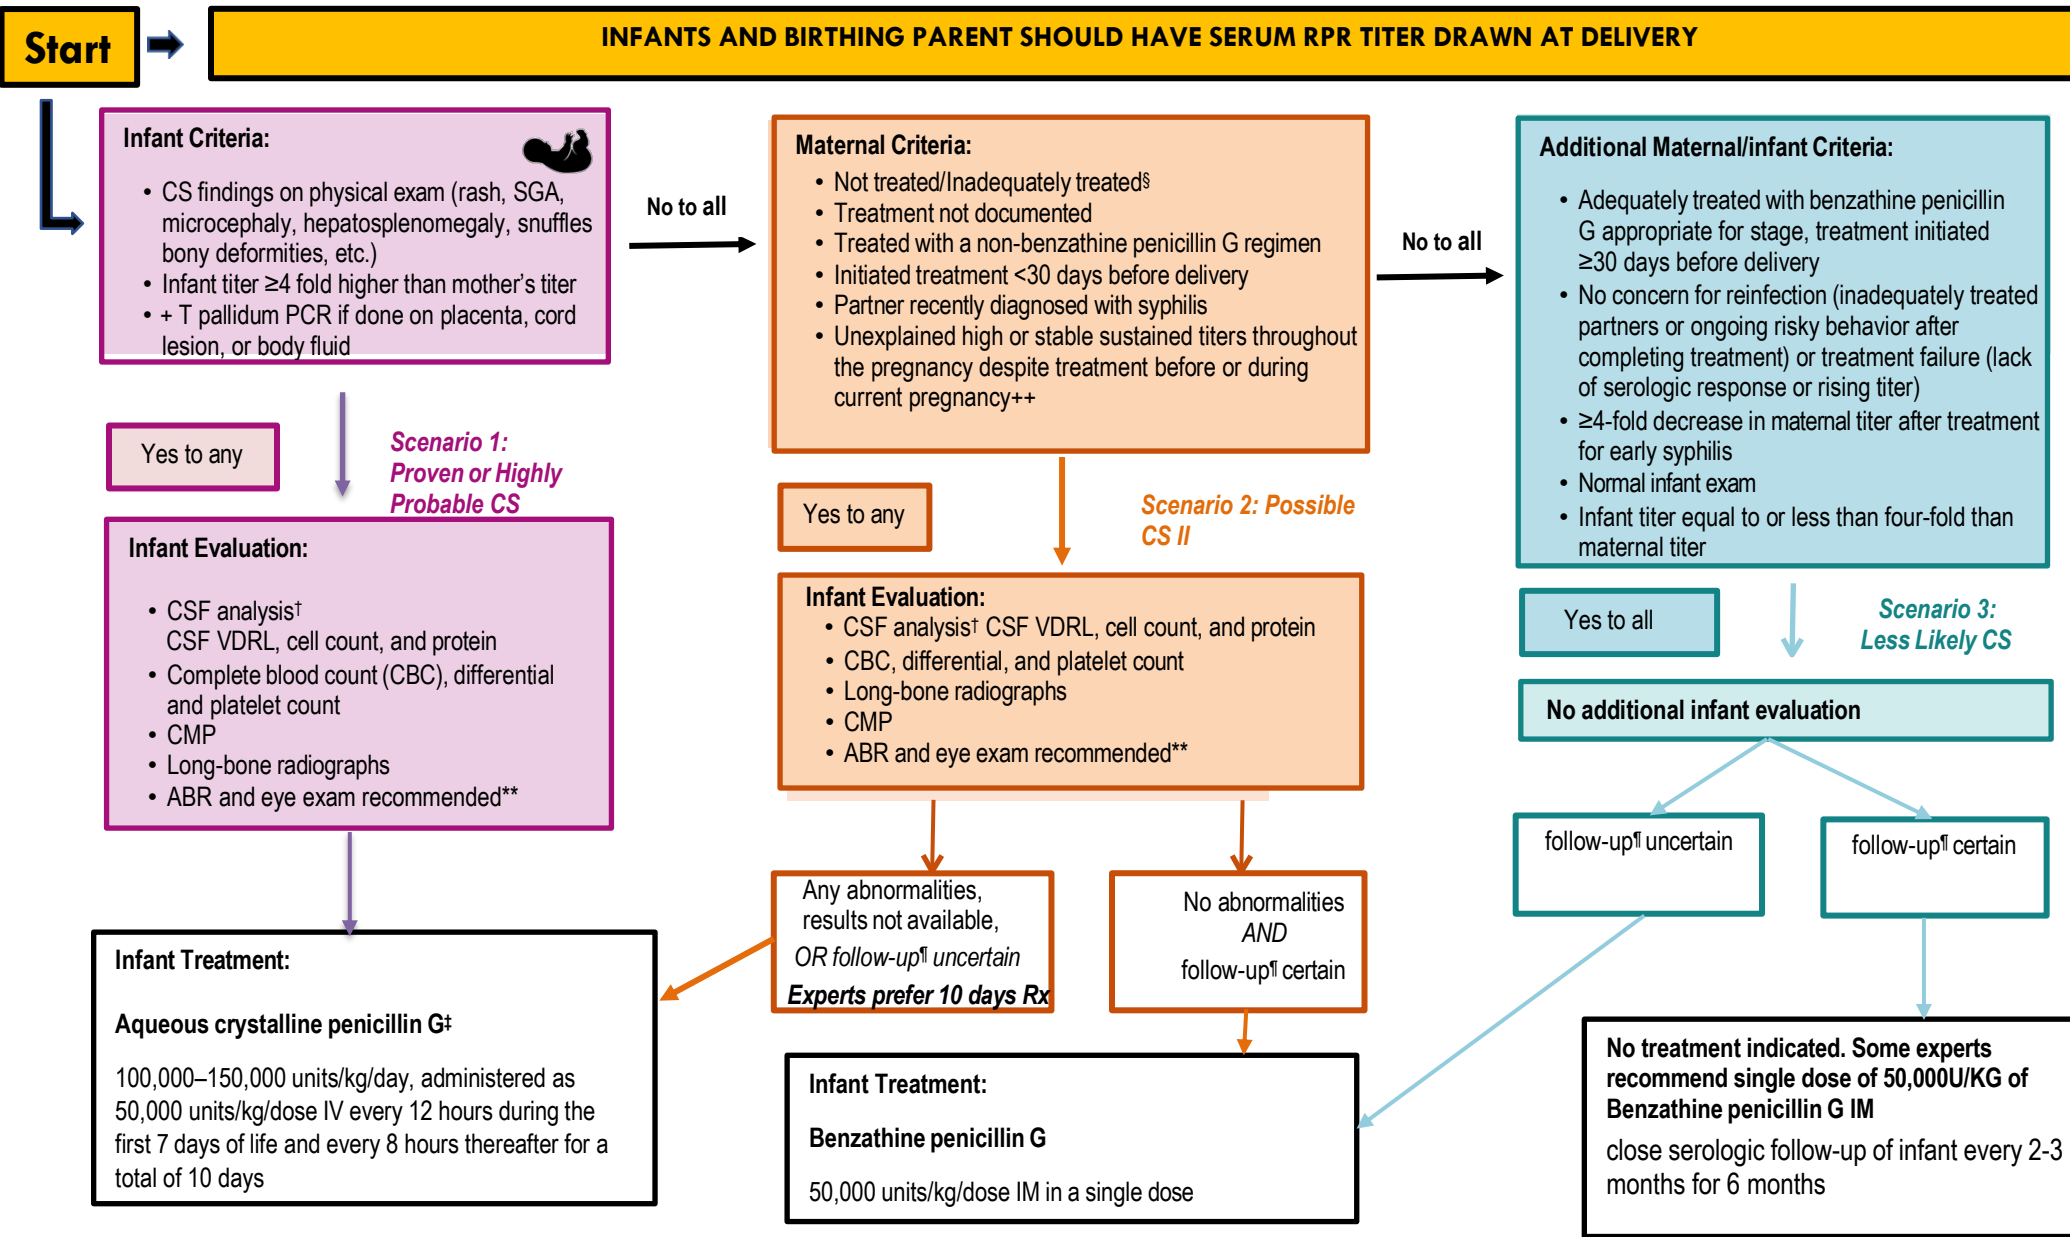 Start
INFANTS AND BIRTHING PARENT SHOULD HAVE SERUM RPR TITER DRAWN AT DELIVERY
Infant Criteria:
• CS findings on physical exam (rash, SGA,
microcephaly, hepatosplenomegaly, snuffles
bony deformities, etc.)
• Infant titer ≥4 fold higher than mother’s titer
• + T pallidum PCR if done on placenta, cord
lesion, or body fluid
No to all
Yes to any
Scenario 1:
Proven or Highly
Probable CS
Infant Evaluation:
• CSF analysis†
CSF VDRL, cell count, and protein
• Complete blood count (CBC), differential
and platelet count
• CMP
• Long-bone radiographs
• ABR and eye exam recommended**
Infant Treatment:
Aqueous crystalline penicillin G‡
100,000–150,000 units/kg/day, administered as
50,000 units/kg/dose IV every 12 hours during the
first 7 days of life and every 8 hours thereafter for a
total of 10 days
Maternal Criteria:
• Not treated/Inadequately treated§
• Treatment not documented
• Treated with a non-benzathine penicillin G regimen
• Initiated treatment <30 days before delivery
• Partner recently diagnosed with syphilis
• Unexplained high or stable sustained titers throughout
the pregnancy despite treatment before or during
current pregnancy++
No to all
Yes to any
Scenario 2: Possible
CS II
Infant Evaluation:
• CSF analysis† CSF VDRL, cell count, and protein
• CBC, differential, and platelet count
• Long-bone radiographs
• CMP
• ABR and eye exam recommended**
Any abnormalities,
results not available,
OR follow-up¶ uncertain
Experts prefer 10 days Rx
No abnormalities
AND
follow-up¶ certain
Infant Treatment:
Benzathine penicillin G
50,000 units/kg/dose IM in a single dose
Additional Maternal/infant Criteria:
• Adequately treated with benzathine penicillin
G appropriate for stage, treatment initiated
≥30 days before delivery
• No concern for reinfection (inadequately treated
partners or ongoing risky behavior after
completing treatment) or treatment failure (lack
of serologic response or rising titer)
• ≥4-fold decrease in maternal titer after treatment
for early syphilis
• Normal infant exam
• Infant titer equal to or less than four-fold than
maternal titer
Yes to all
Scenario 3:
Less Likely CS
No additional infant evaluation
follow-up¶ uncertain
follow-up¶ certain
No treatment indicated. Some experts
recommend single dose of 50,000U/KG of
Benzathine penicillin G IM
close serologic follow-up of infant every 2-3
months for 6 months